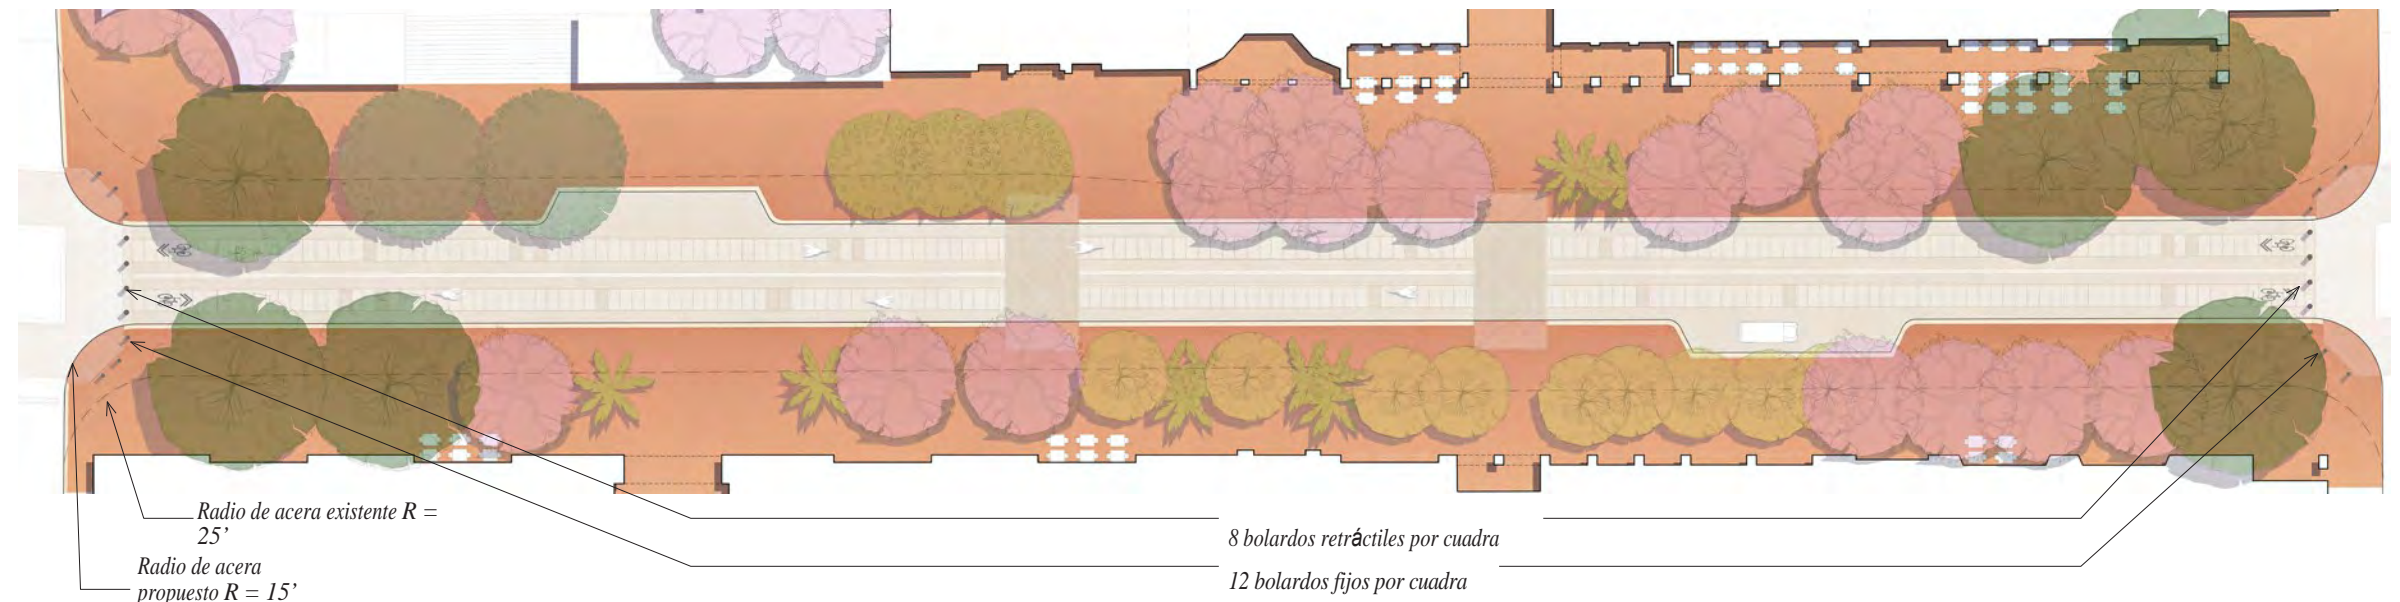 Radio de acera existente R =
25’
Radio de acera
propuesto R = 15’
8 bolardos retráctiles por cuadra
12 bolardos fijos por cuadra